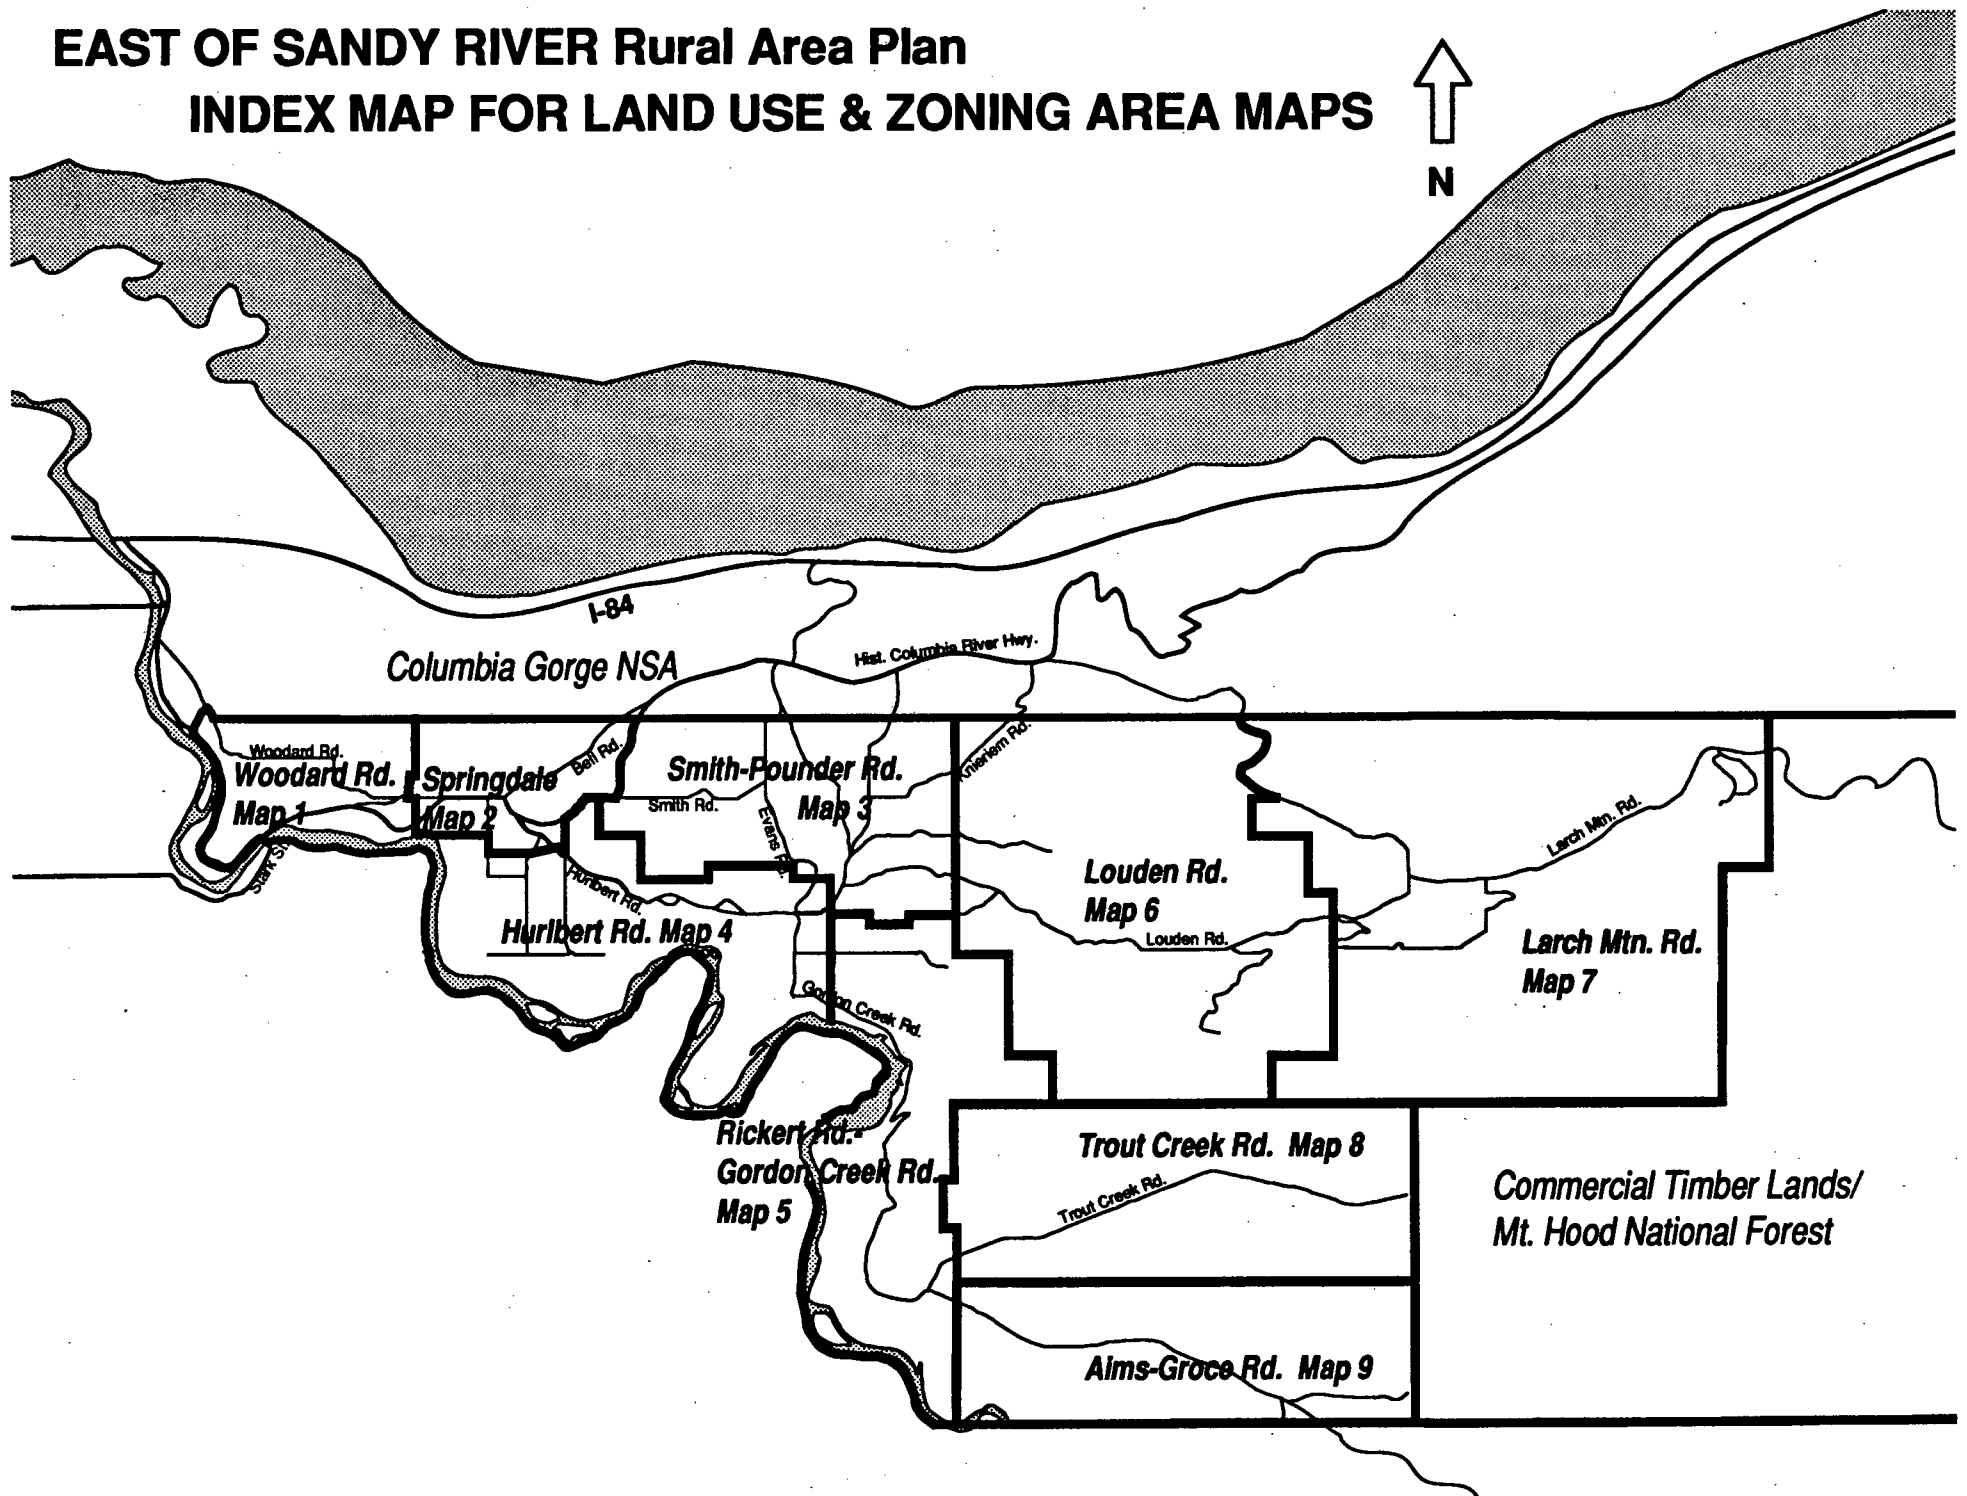 EAST OF SANDY RIVER Rural Area Plan
INDEX MAP FOR LAND USE & ZONING AREA MAPS
N
I-84
Columbia Gorge NSA
Hist. Columbia River Hwy.
Woodard Rd.
Woodard Rd.
Map 1
Springdale
Map 2
Bell Rd.
Smith-Pounder Rd.
Map 3
Smith Rd.
Evans Rd.
Knieriem Rd.
Stark St.
Hurlbert Rd.
Hurlbert Rd. Map 4
Louden Rd.
Map 6
Louden Rd.
Larch Mtn. Rd.
Larch Mtn. Rd.
Map 7
Gordon Creek Rd.
Rickert Rd.-
Gordon Creek Rd.
Map 5
Trout Creek Rd. Map 8
Trout Creek Rd.
Commercial Timber Lands/
Mt. Hood National Forest
Aims-Groce Rd. Map 9